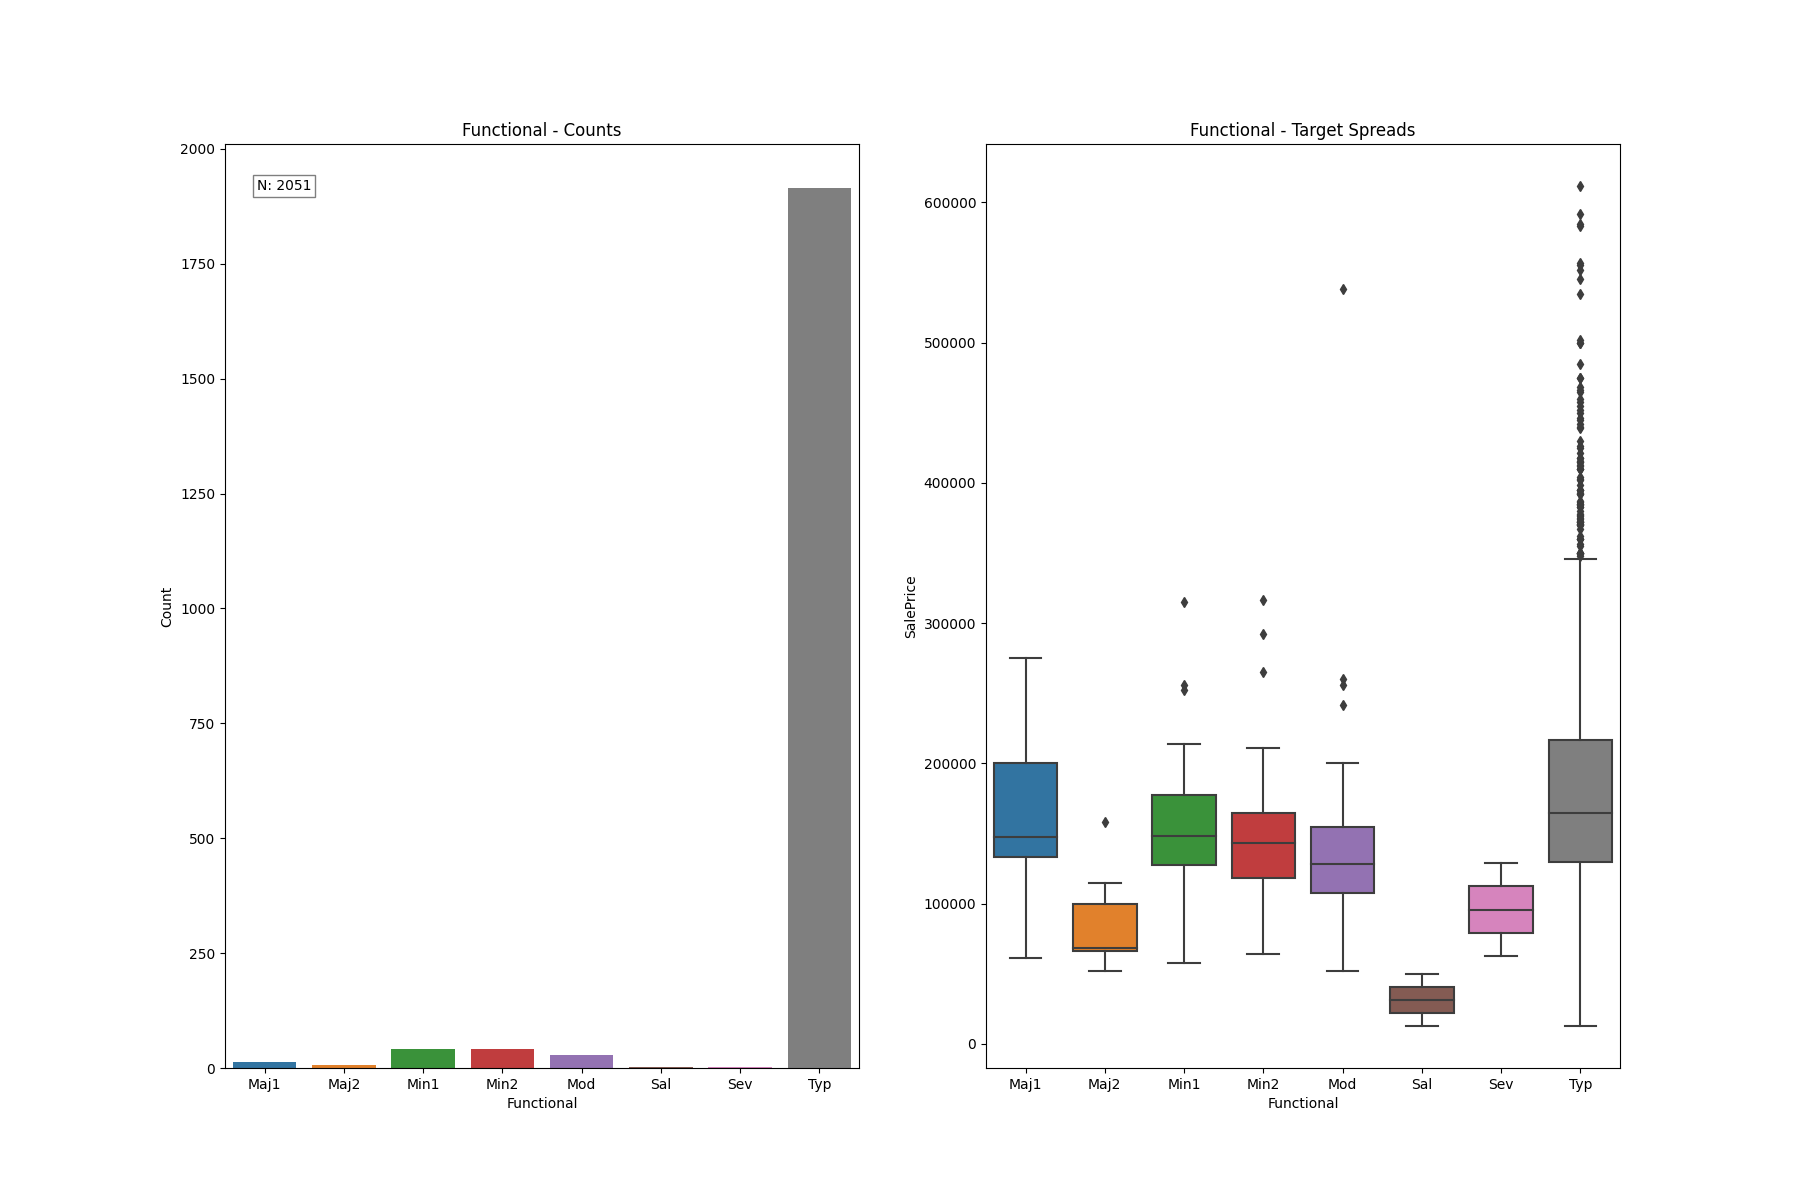 Functional - Counts
N: 2051
2000
1750
1500
1250
1000
750
500
250
0
Count
Maj1 Maj2 Min1 Min2 Mod Sal Sev Typ
Functional
Functional - Target Spreads
600000
500000
400000
300000
200000
100000
0
SalePrice
Maj1 Maj2 Min1 Min2 Mod Sal Sev Typ
Functional